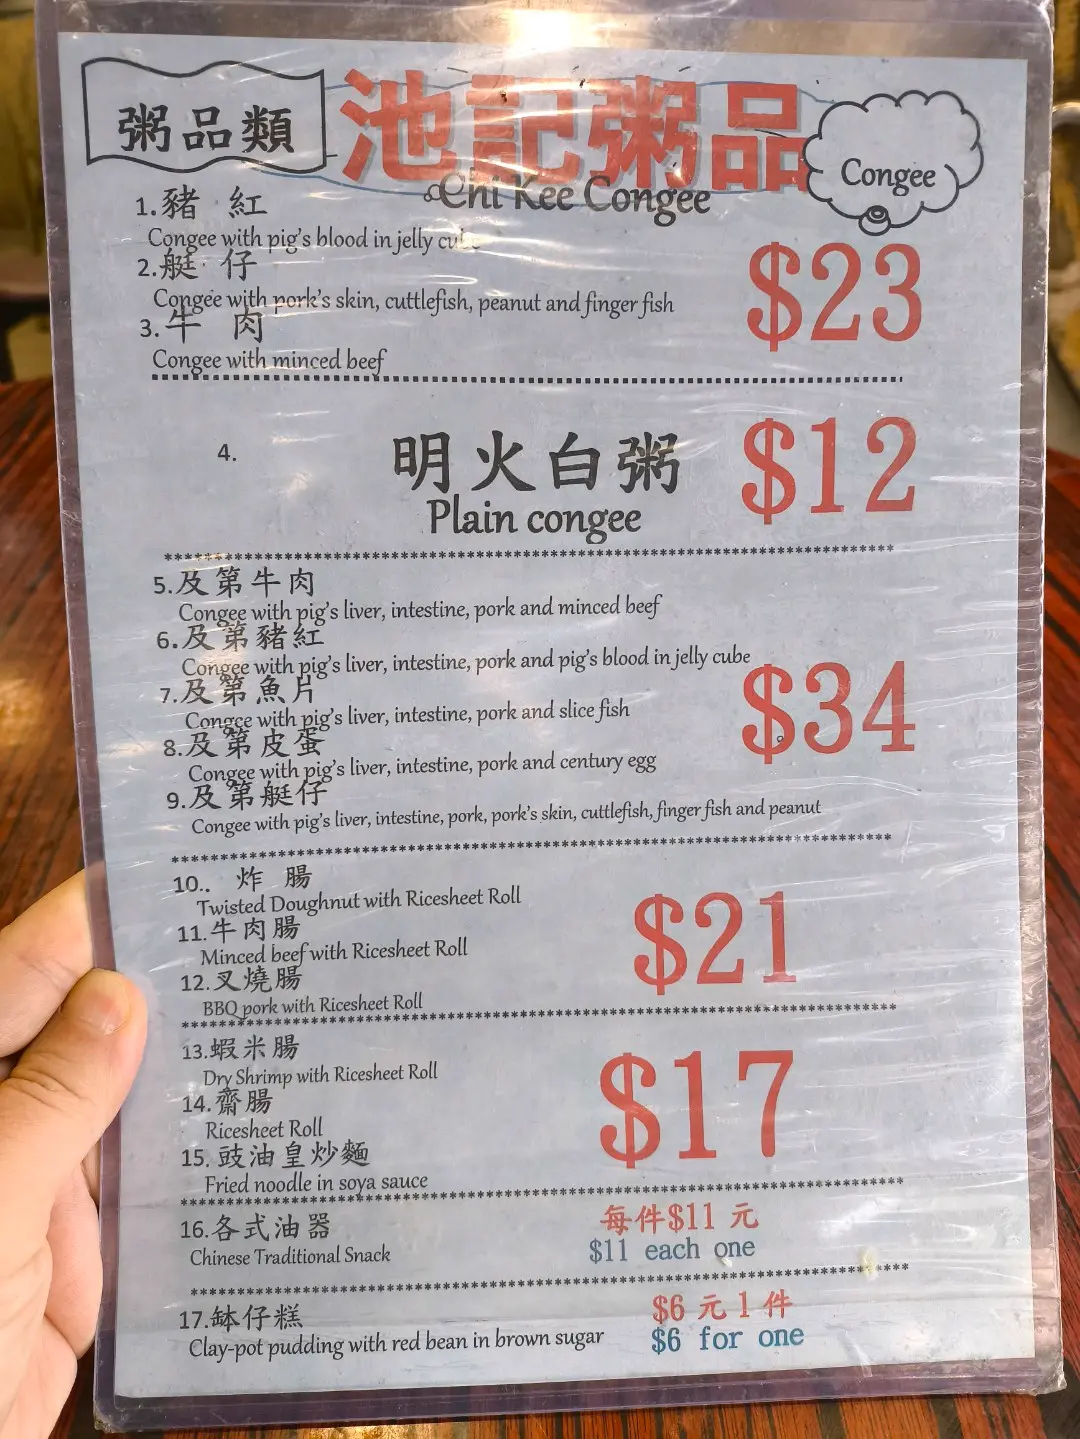 粥品類
池記粥品
Chi Kee Congee
Congee
1.豬 紅
Congee with pig's blood in jelly cube
2.艇 仔
Congee with pork's skin, cuttlefish, peanut and finger fish
3.牛 肉
Congee with minced beef
$23
4.
明火白粥
Plain congee
$12
5.及第牛肉
Congee with pig's liver, intestine, pork and minced beef
6.及第豬紅
Congee with pig's liver, intestine, pork and pig's blood in jelly cube
7.及第魚片
Congee with pig's liver, intestine, pork and slice fish
8.及第皮蛋
Congee with pig's liver, intestine, pork and century egg
9.及第艇仔
Congee with pig's liver, intestine, pork, pork's skin, cuttlefish, finger fish and peanut
$34
10.. 炸 腸
Twisted Doughnut with Ricesheet Roll
11.牛肉腸
Minced beef with Ricesheet Roll
12.叉燒腸
BBQ pork with Ricesheet Roll
$21
13.蝦米腸
Dry Shrimp with Ricesheet Roll
14.齋腸
Ricesheet Roll
15.豉油皇炒麵
Fried noodle in soya sauce
$17
16.各式油器
Chinese Traditional Snack
每件$11 元
$11 each one
17.缽仔糕
Clay-pot pudding with red bean in brown sugar
$6 元 1 件
$6 for one